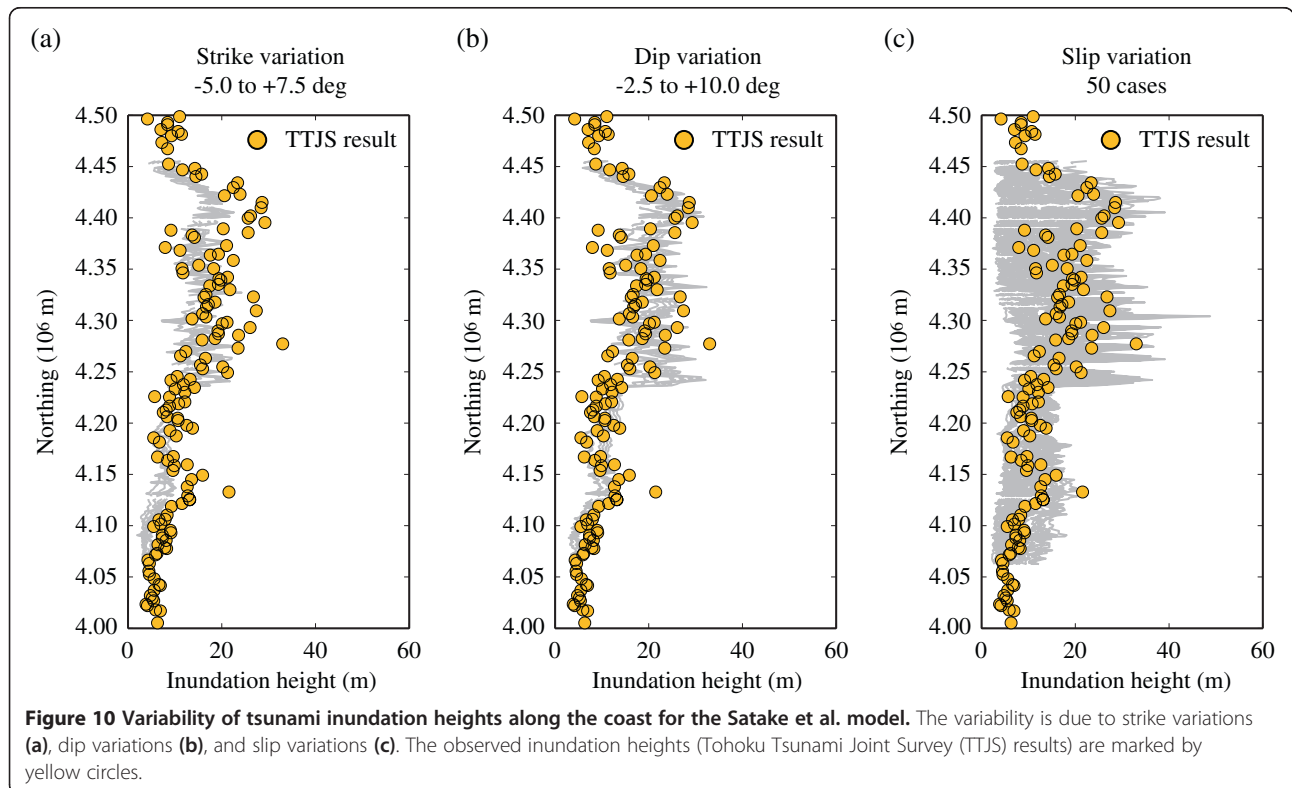 (a)
Strike variation
-5.0 to +7.5 deg
TTJS result
4.50
4.45
4.40
4.35
4.30
4.25
4.20
4.15
4.10
4.05
4.00
Northing (10⁶ m)
0
20
40
60
Inundation height (m)
(b)
Dip variation
-2.5 to +10.0 deg
TTJS result
4.50
4.45
4.40
4.35
4.30
4.25
4.20
4.15
4.10
4.05
4.00
Northing (10⁶ m)
0
20
40
60
Inundation height (m)
(c)
Slip variation
50 cases
TTJS result
4.50
4.45
4.40
4.35
4.30
4.25
4.20
4.15
4.10
4.05
4.00
Northing (10⁶ m)
0
20
40
60
Inundation height (m)
Figure 10 Variability of tsunami inundation heights along the coast for the Satake et al. model. The variability is due to strike variations
(a), dip variations (b), and slip variations (c). The observed inundation heights (Tohoku Tsunami Joint Survey (TTJS) results) are marked by
yellow circles.